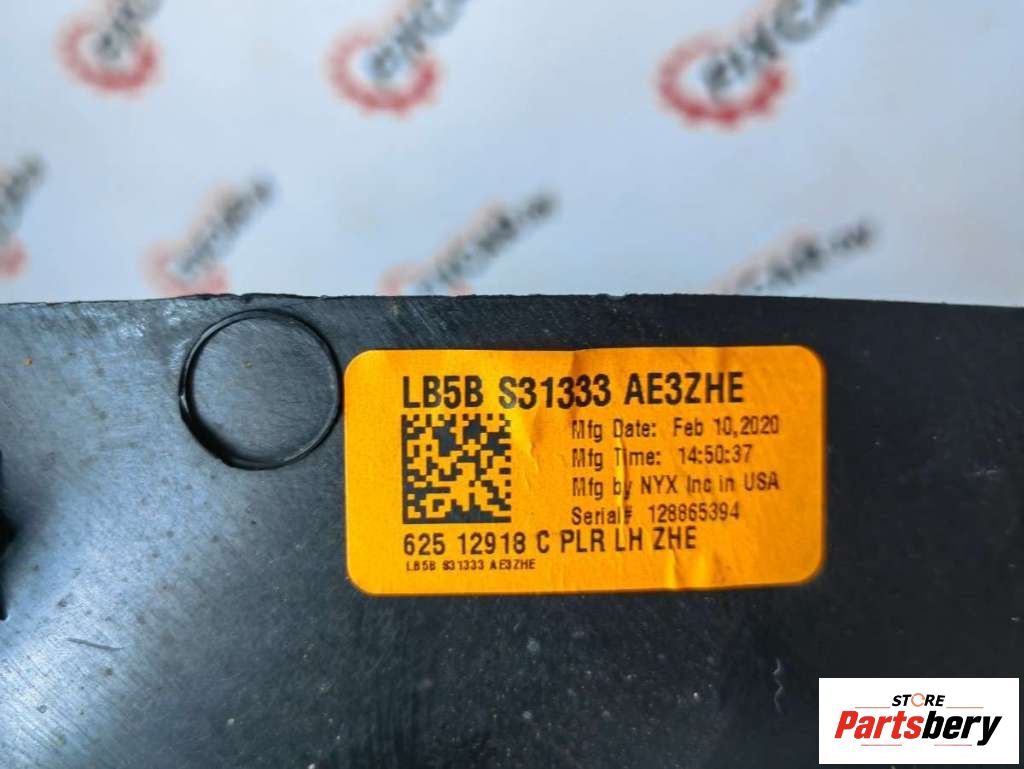 LB5B S31333 AE3ZHE
Mfg Date: Feb 10,2020
Mfg Time: 14:50:37
Mfg by NYX Inc in USA
Serial# 128865394
625 12918 C PLR LH ZHE
LB5B S31333 AE3ZHE
STORE
Partsbery